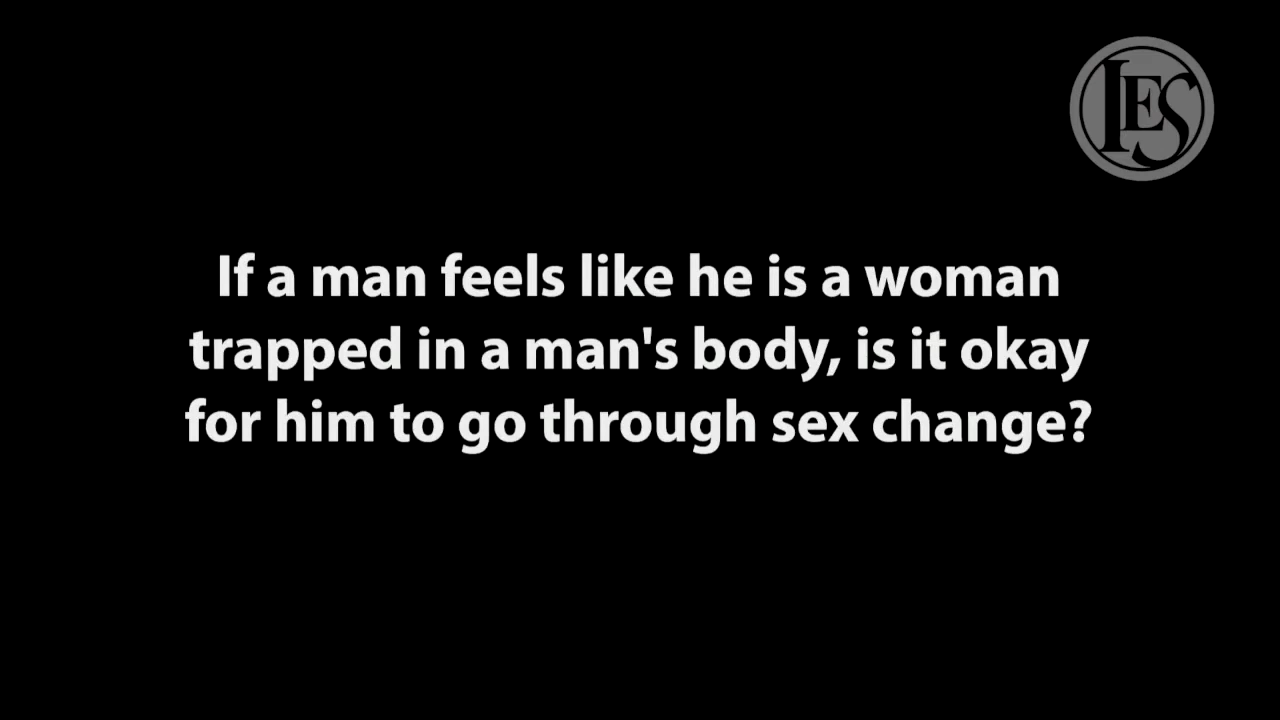 IES
If a man feels like he is a woman
trapped in a man's body, is it okay
for him to go through sex change?